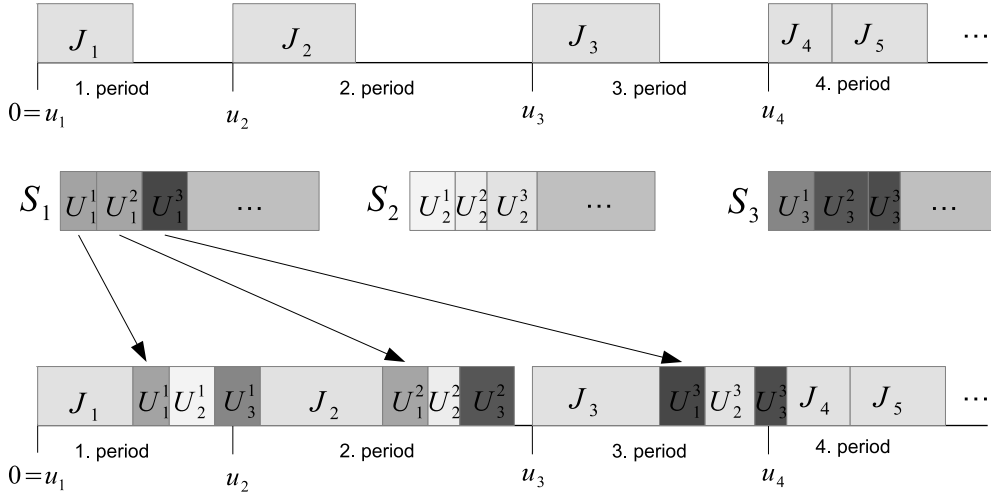 J₁ J₂ J₃ J₄ J₅ ...
1. period 2. period 3. period 4. period
0=u₁ u₂ u₃ u₄
S₁ U₁¹ U₁² U₁³ ... S₂ U₂¹ U₂² U₂³ ... S₃ U₃¹ U₃² U₃³ ...
J₁ U₁¹ U₂¹ U₃¹ J₂ U₁² U₂² U₃² J₃ U₁³ U₂³ U₃³ J₄ J₅ ...
1. period 2. period 3. period 4. period
0=u₁ u₂ u₃ u₄